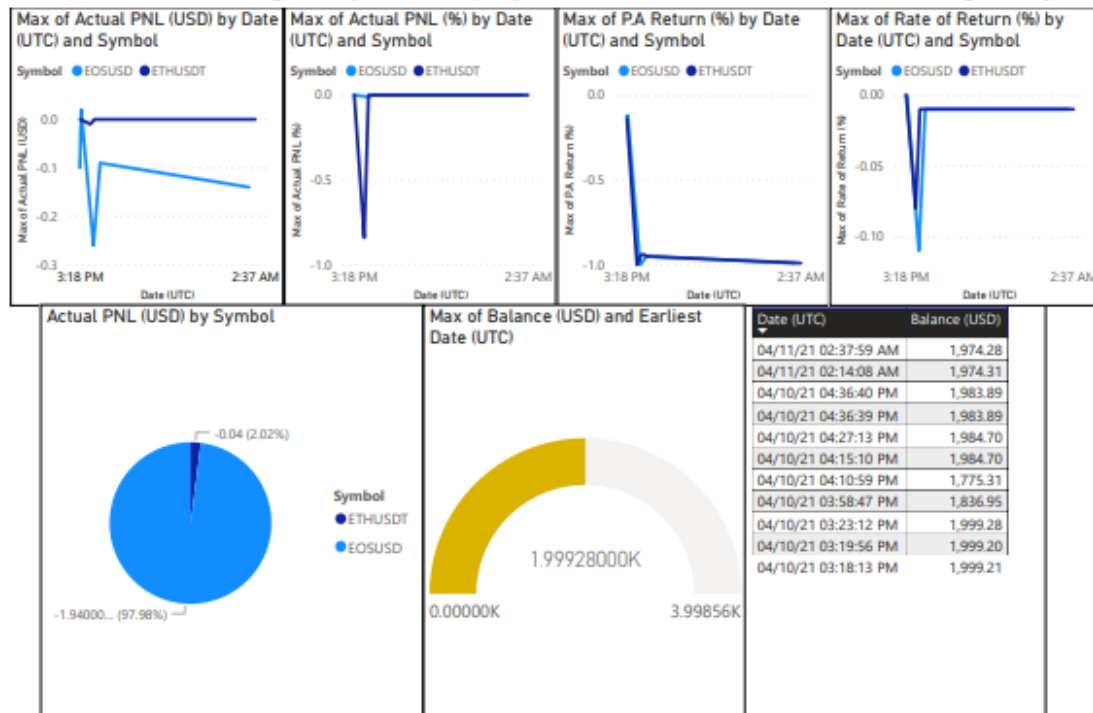 Max of Actual PNL (USD) by Date
(UTC) and Symbol
Symbol EOSUSD ETHUSDT
Max of Actual PNL (USD)
0.0
-0.1
-0.2
-0.3
3:18 PM 2:37 AM
Date (UTC)
Max of Actual PNL (%) by Date
(UTC) and Symbol
Symbol EOSUSD ETHUSDT
Max of Actual PNL (%)
0.0
-0.5
-1.0
3:18 PM 2:37 AM
Date (UTC)
Max of P.A Return (%) by Date
(UTC) and Symbol
Symbol EOSUSD ETHUSDT
Max of P.A Return (%)
0.0
-0.5
-1.0
3:18 PM 2:37 AM
Date (UTC)
Max of Rate of Return (%) by
Date (UTC) and Symbol
Symbol EOSUSD ETHUSDT
Max of Rate of Return (%)
0.00
-0.05
-0.10
3:18 PM 2:37 AM
Date (UTC)
Actual PNL (USD) by Symbol
-0.04 (2.02%)
-1.94000... (97.98%)
Symbol
ETHUSDT
EOSUSD
Max of Balance (USD) and Earliest
Date (UTC)
1.99928000K
0.00000K 3.99856K
Date (UTC) Balance (USD)
04/11/21 02:37:59 AM 1,974.28
04/11/21 02:14:08 AM 1,974.31
04/10/21 04:36:40 PM 1,983.89
04/10/21 04:36:39 PM 1,983.89
04/10/21 04:27:13 PM 1,984.70
04/10/21 04:15:10 PM 1,984.70
04/10/21 04:10:59 PM 1,775.31
04/10/21 03:58:47 PM 1,836.95
04/10/21 03:23:12 PM 1,999.28
04/10/21 03:19:56 PM 1,999.20
04/10/21 03:18:13 PM 1,999.21